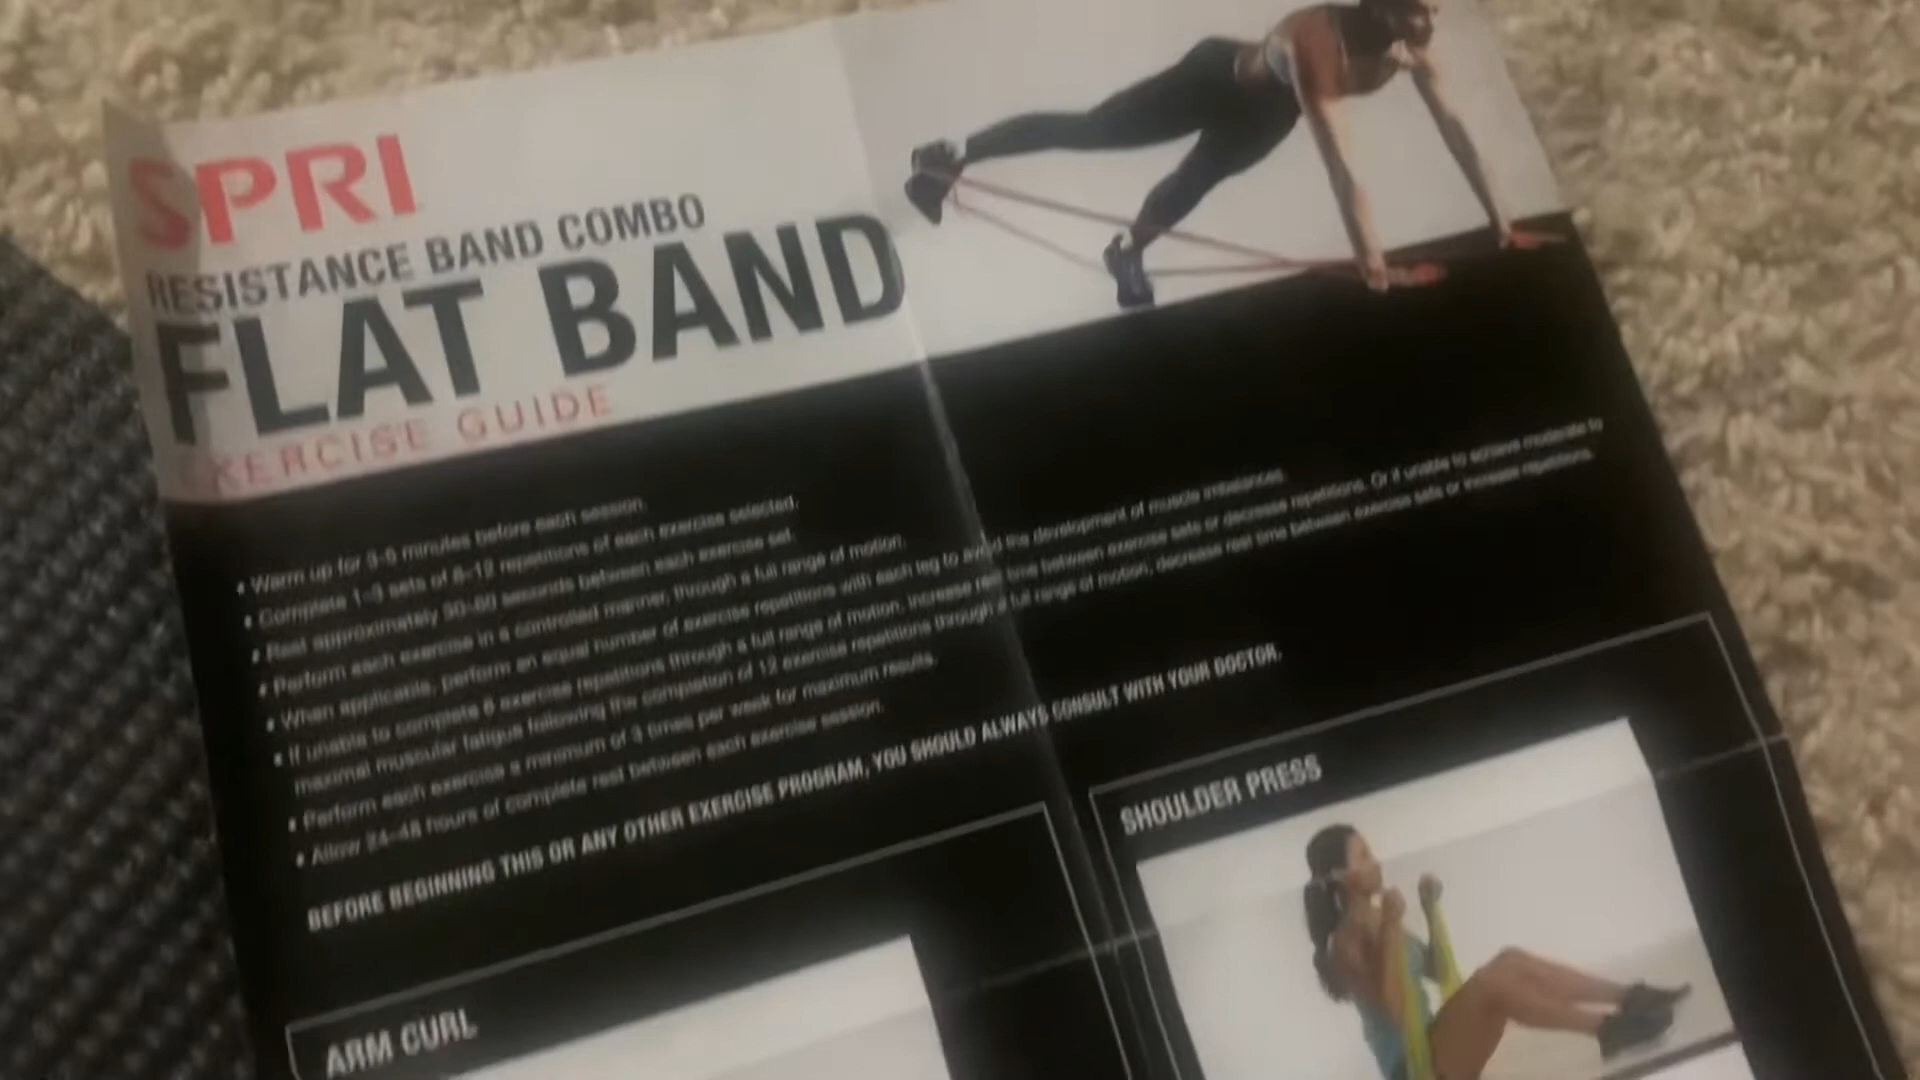 SPRI
RESISTANCE BAND COMBO
FLAT BAND
EXERCISE GUIDE
• Warm up for 3–5 minutes before each session.
• Complete 1–3 sets of 8–12 repetitions of each exercise selected.
• Rest approximately 30–60 seconds between each exercise set.
• Perform each exercise in a controlled manner, through a full range of motion.
• When applicable, perform an equal number of exercise repetitions with each leg to avoid the development of muscle imbalances.
• If unable to complete 8 exercise repetitions through a full range of motion, increase rest time between exercise sets or decrease repetitions. Or if unable to achieve moderate to
maximal muscular fatigue following the completion of 12 exercise repetitions through a full range of motion, decrease rest time between exercise sets or increase repetitions.
• Perform each exercise a minimum of 3 times per week for maximum results.
• Allow 24–48 hours of complete rest between each exercise session.
BEFORE BEGINNING THIS OR ANY OTHER EXERCISE PROGRAM, YOU SHOULD ALWAYS CONSULT WITH YOUR DOCTOR.
SHOULDER PRESS
ARM CURL